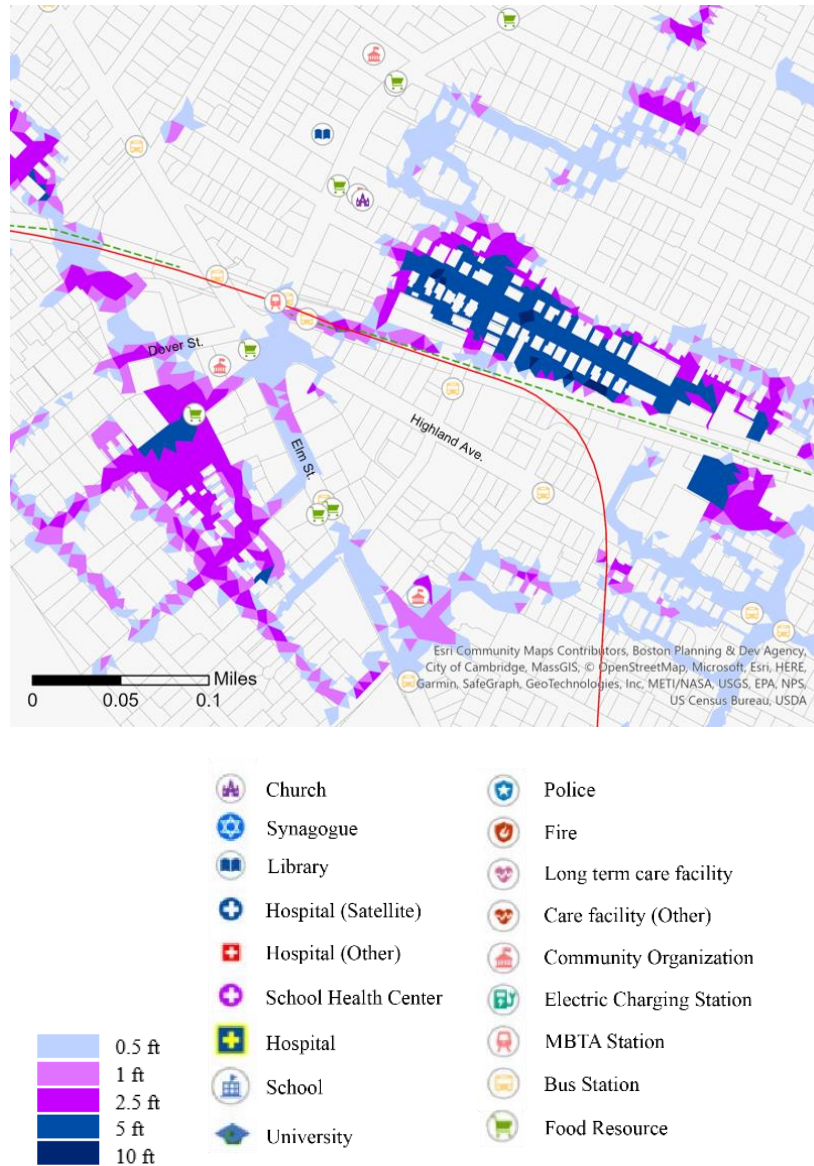 Dover St.
Highland Ave.
Elm St.
Esri Community Maps Contributors, Boston Planning & Dev Agency,
City of Cambridge, MassGIS, © OpenStreetMap, Microsoft, Esri, HERE,
Garmin, SafeGraph, GeoTechnologies, Inc, METI/NASA, USGS, EPA, NPS,
US Census Bureau, USDA
Miles
0 0.05 0.1
Church
Synagogue
Library
Hospital (Satellite)
Hospital (Other)
School Health Center
Hospital
School
University
Police
Fire
Long term care facility
Care facility (Other)
Community Organization
Electric Charging Station
MBTA Station
Bus Station
Food Resource
0.5 ft
1 ft
2.5 ft
5 ft
10 ft